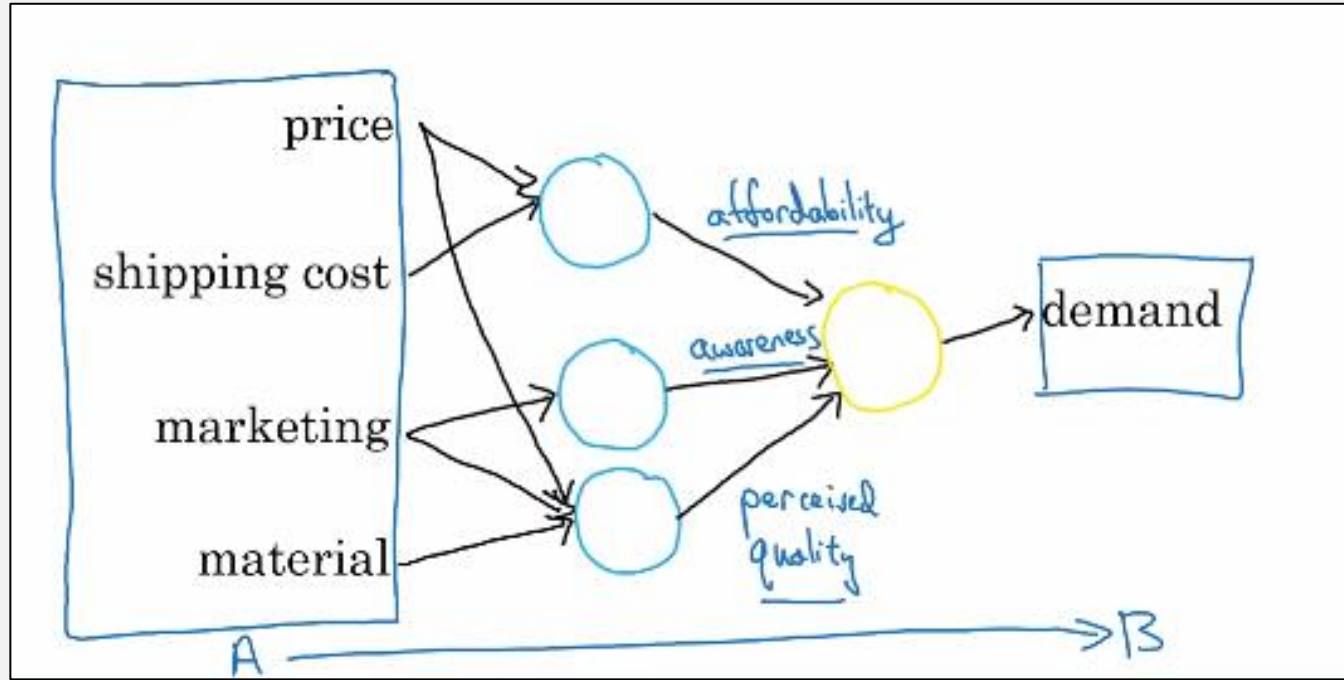 price
affordability
shipping cost
demand
awareness
marketing
perceived
quality
material
A
B